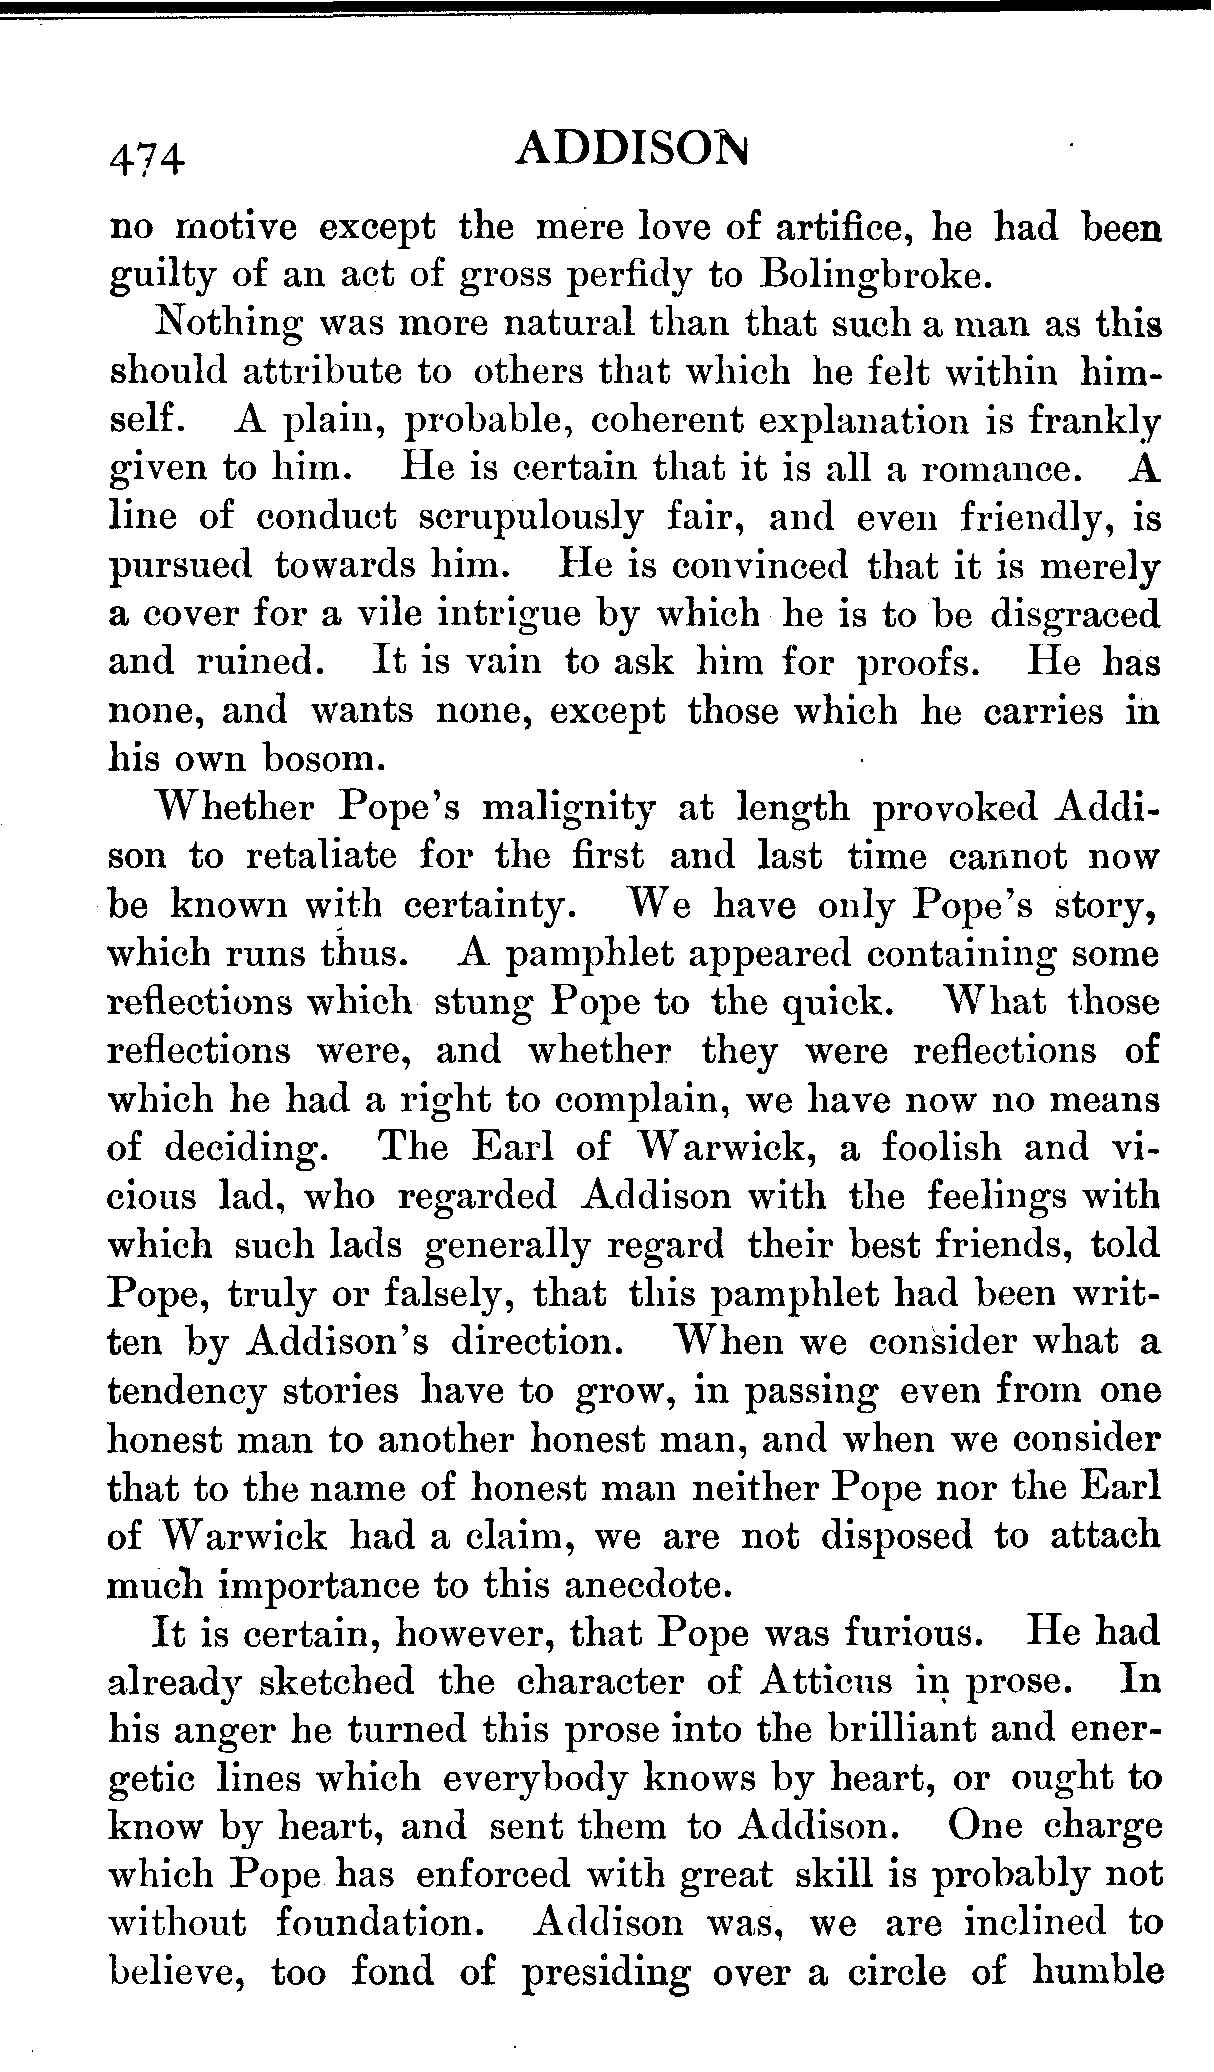 474 ADDISON
no motive except the mere love of artifice, he had been
guilty of an act of gross perfidy to Bolingbroke.
Nothing was more natural than that such a man as this
should attribute to others that which he felt within him-
self. A plain, probable, coherent explanation is frankly
given to him. He is certain that it is all a romance. A
line of conduct scrupulously fair, and even friendly, is
pursued towards him. He is convinced that it is merely
a cover for a vile intrigue by which he is to be disgraced
and ruined. It is vain to ask him for proofs. He has
none, and wants none, except those which he carries in
his own bosom.
Whether Pope's malignity at length provoked Addi-
son to retaliate for the first and last time cannot now
be known with certainty. We have only Pope's story,
which runs thus. A pamphlet appeared containing some
reflections which stung Pope to the quick. What those
reflections were, and whether they were reflections of
which he had a right to complain, we have now no means
of deciding. The Earl of Warwick, a foolish and vi-
cious lad, who regarded Addison with the feelings with
which such lads generally regard their best friends, told
Pope, truly or falsely, that this pamphlet had been writ-
ten by Addison's direction. When we consider what a
tendency stories have to grow, in passing even from one
honest man to another honest man, and when we consider
that to the name of honest man neither Pope nor the Earl
of Warwick had a claim, we are not disposed to attach
much importance to this anecdote.
It is certain, however, that Pope was furious. He had
already sketched the character of Atticus in prose. In
his anger he turned this prose into the brilliant and ener-
getic lines which everybody knows by heart, or ought to
know by heart, and sent them to Addison. One charge
which Pope has enforced with great skill is probably not
without foundation. Addison was, we are inclined to
believe, too fond of presiding over a circle of humble